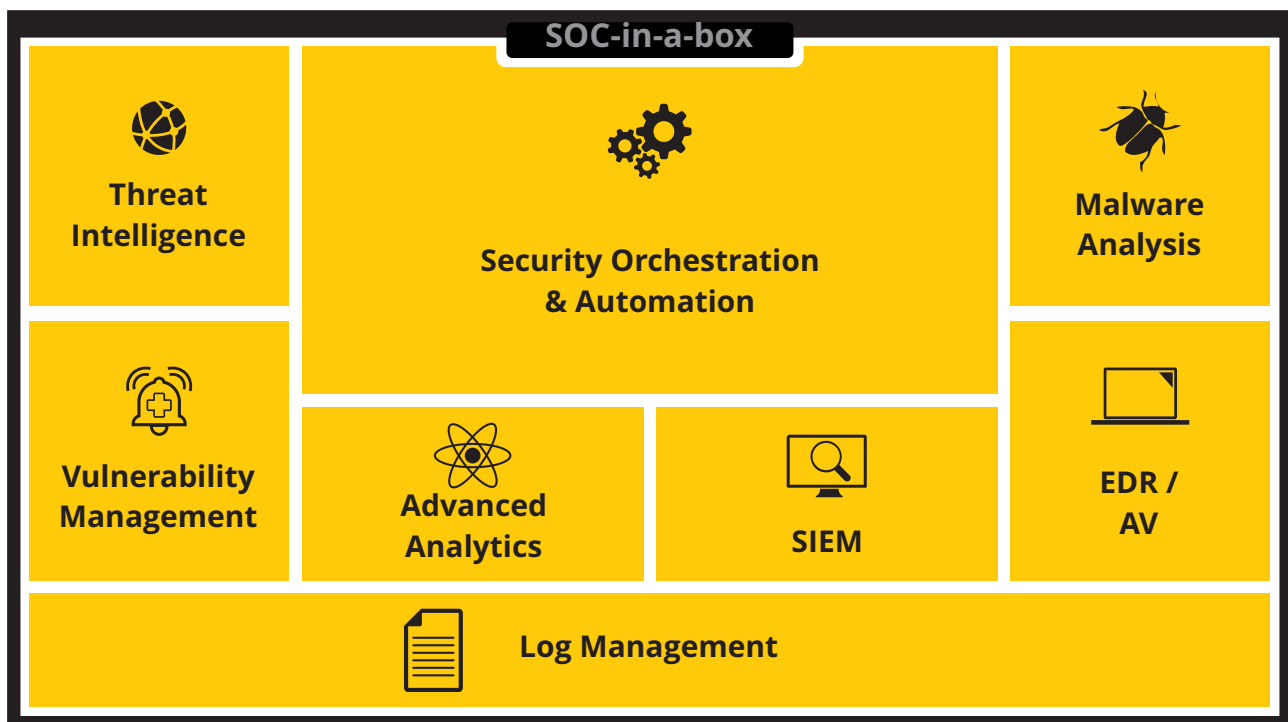 SOC-in-a-box
Threat
Intelligence
Security Orchestration
& Automation
Malware
Analysis
Vulnerability
Management
Advanced
Analytics
SIEM
EDR /
AV
Log Management